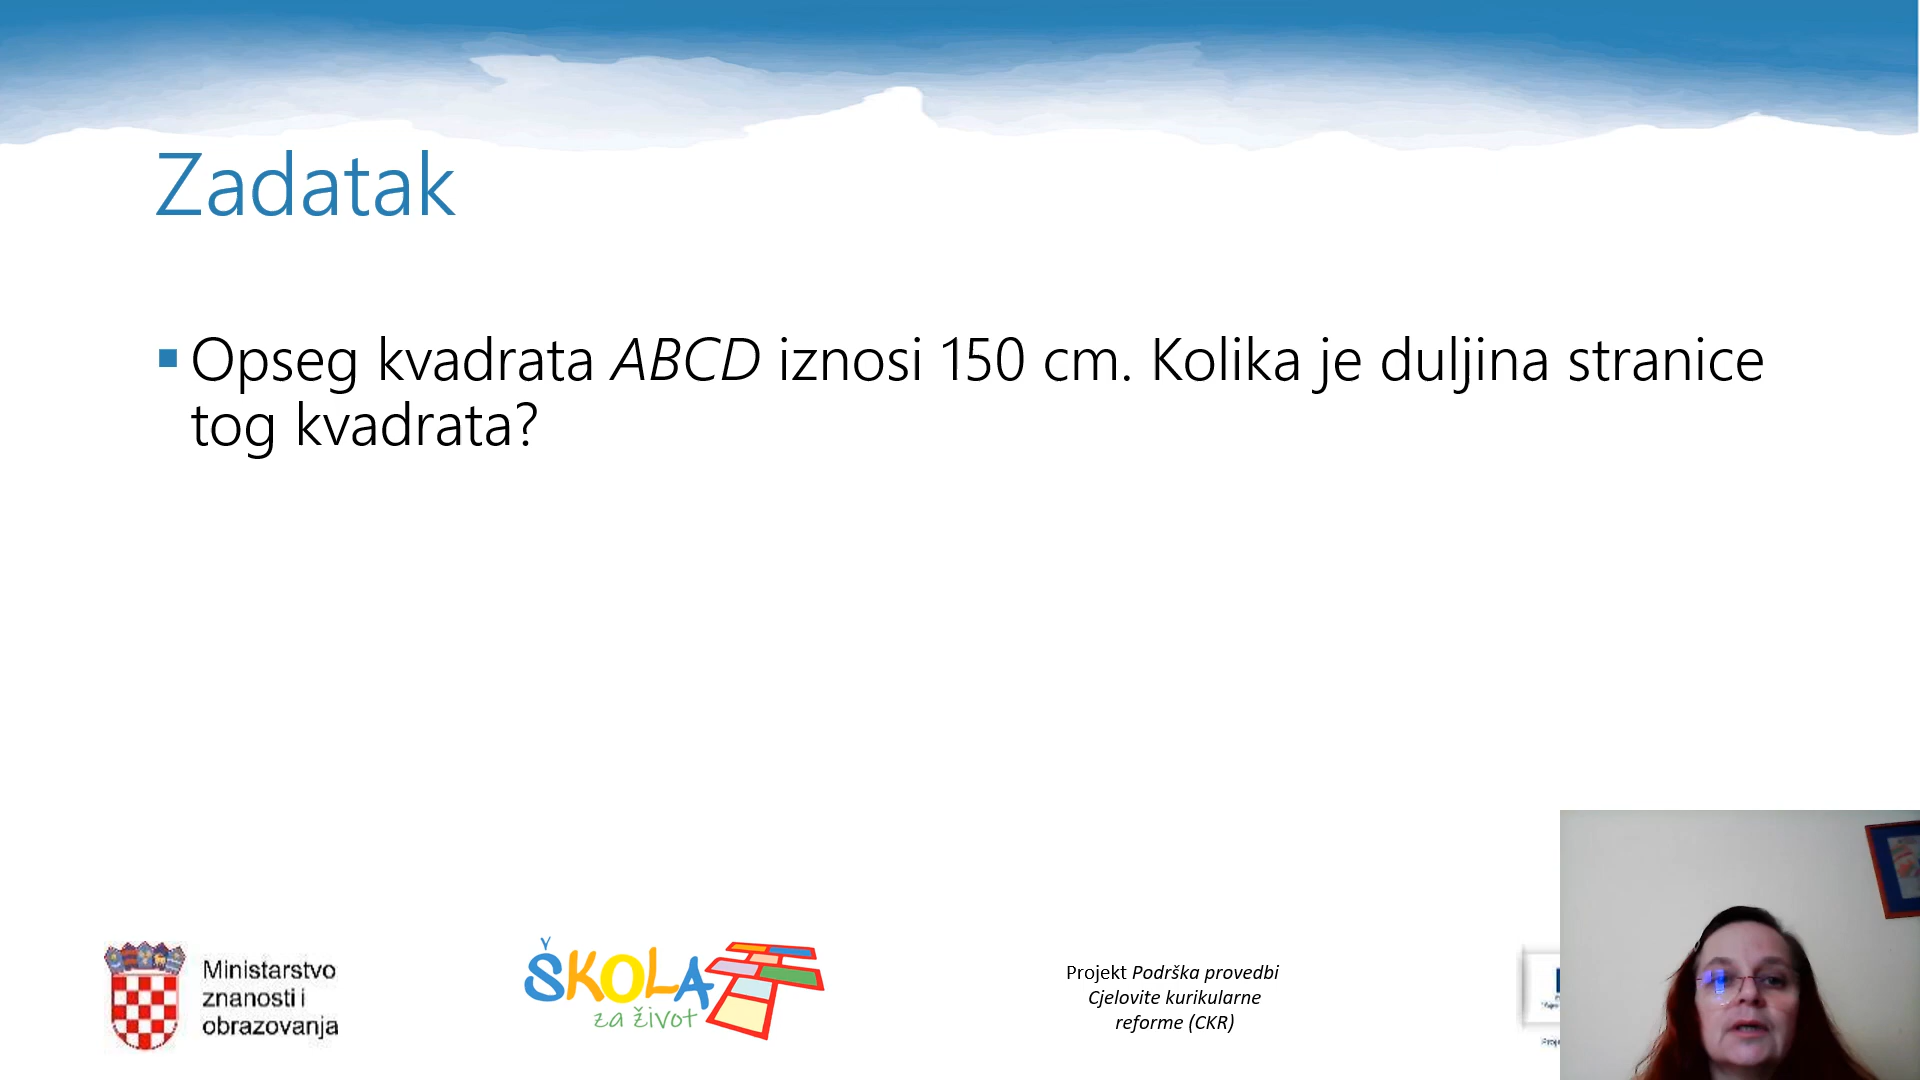 Zadatak
Opseg kvadrata ABCD iznosi 150 cm. Kolika je duljina stranice
tog kvadrata?
Ministarstvo
znanosti i
obrazovanja
ŠKOLA
za život
Projekt Podrška provedbi
Cjelovite kurikularne
reforme (CKR)